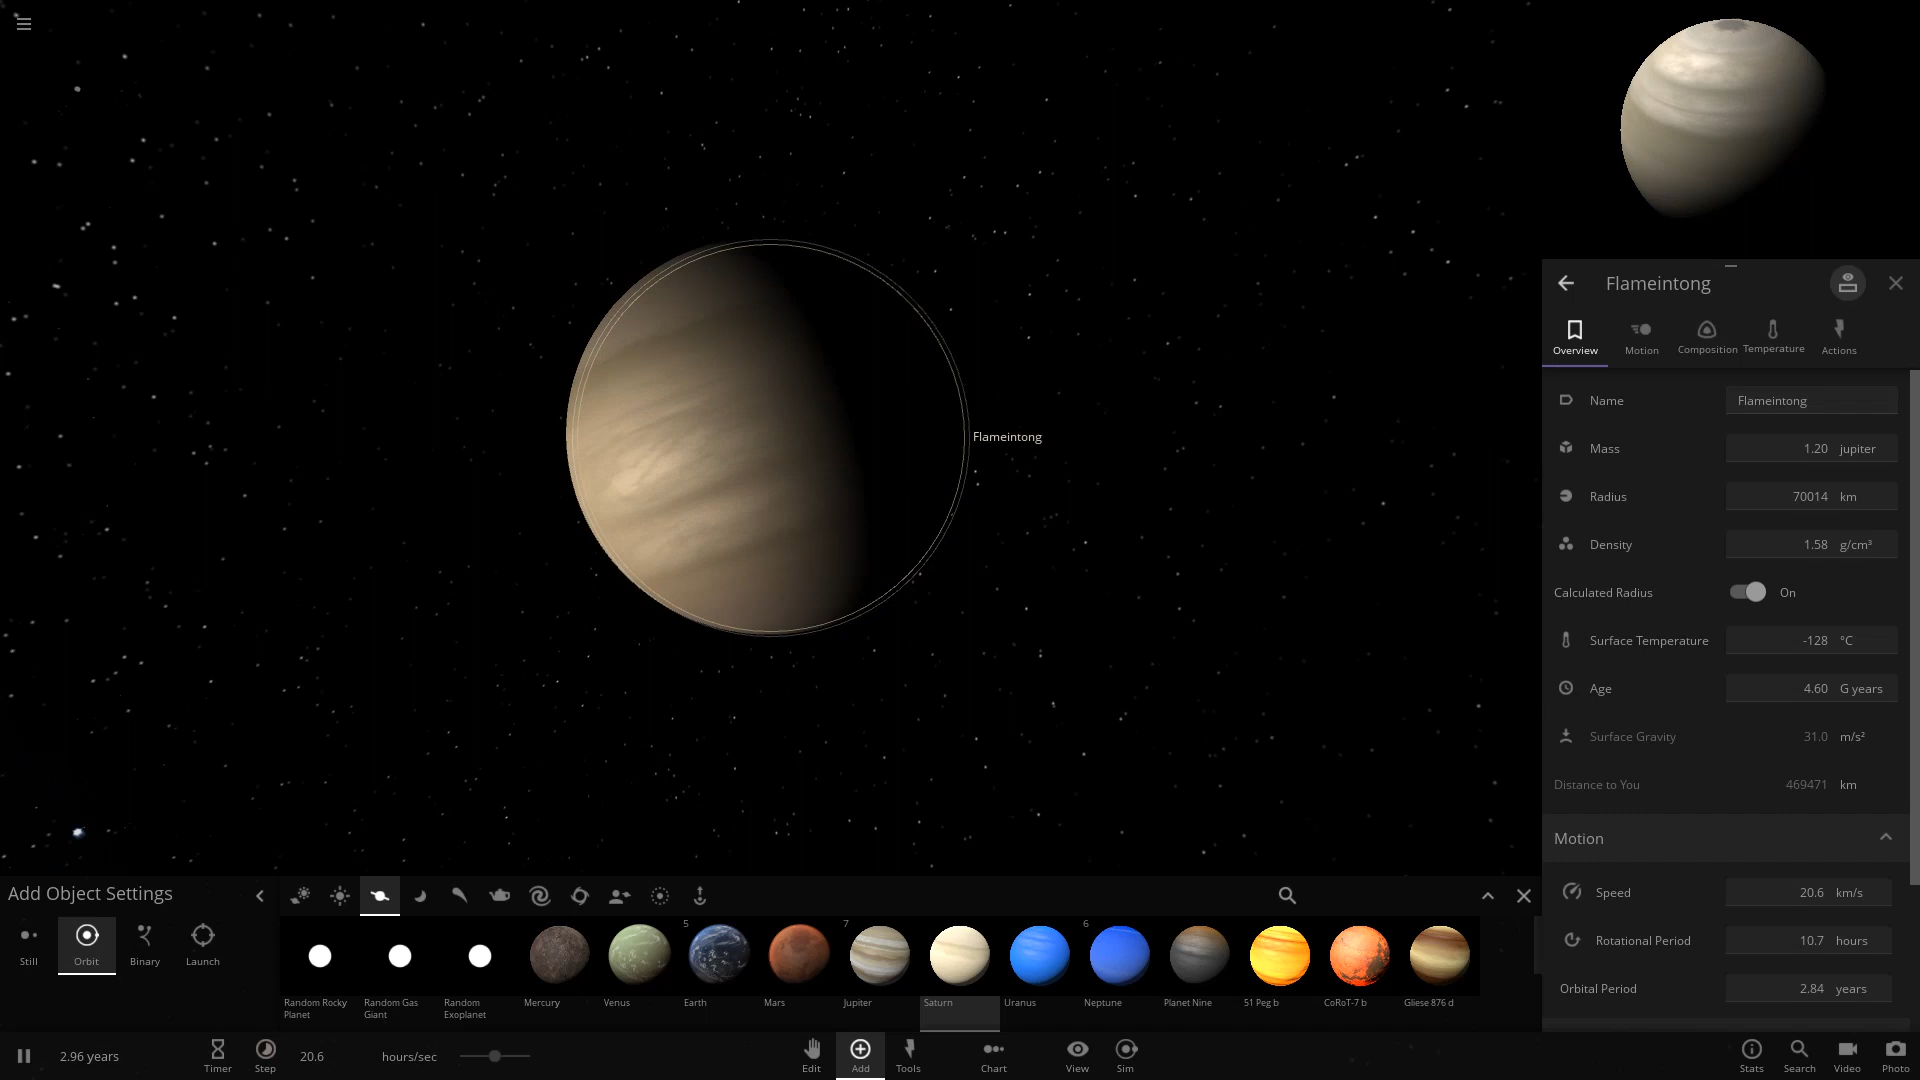 Flameintong
Flameintong
Overview
Motion
Composition
Temperature
Actions
Name Flameintong
Mass 1.20 jupiter
Radius 70014 km
Density 1.58 g/cm³
Calculated Radius On
Surface Temperature -128 °C
Age 4.60 G years
Surface Gravity 31.0 m/s²
Distance to You 469471 km
Motion
Speed 20.6 km/s
Rotational Period 10.7 hours
Orbital Period 2.84 years
Add Object Settings
Still Orbit Binary Launch
5 7 6
Random Rocky
Planet
Random Gas
Giant
Random
Exoplanet
Mercury
Venus
Earth
Mars
Jupiter
Saturn
Uranus
Neptune
Planet Nine
51 Peg b
CoRoT-7 b
Gliese 876 d
2.96 years
Timer
Step
20.6 hours/sec
Edit
Add
Tools
Chart
View
Sim
Stats
Search
Video
Photo